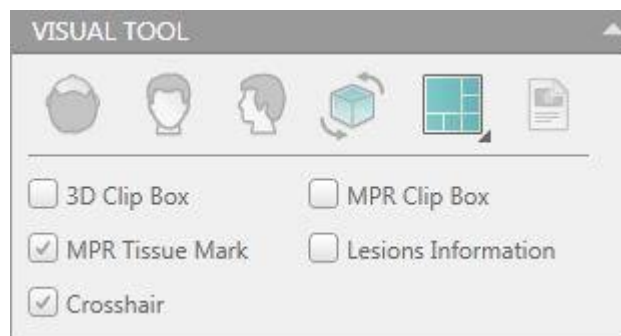 VISUAL TOOL
3D Clip Box
MPR Clip Box
MPR Tissue Mark
Lesions Information
Crosshair